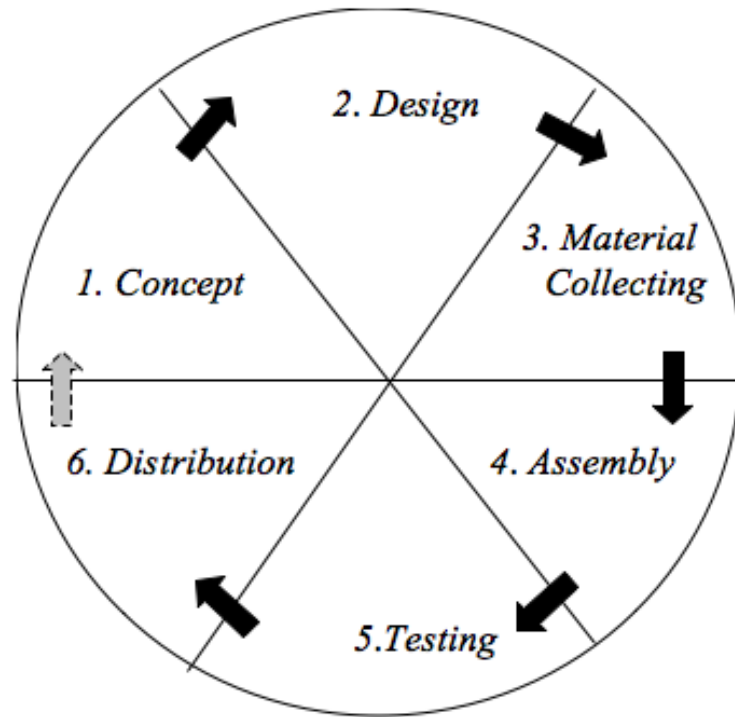 1. Concept
2. Design
3. Material
Collecting
4. Assembly
5.Testing
6. Distribution